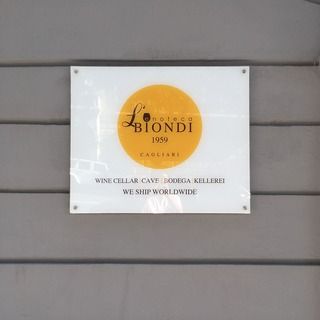 L'enoteca
BIONDI
1959
CAGLIARI
WINE CELLAR CAVE BODEGA KELLEREI
WE SHIP WORLDWIDE